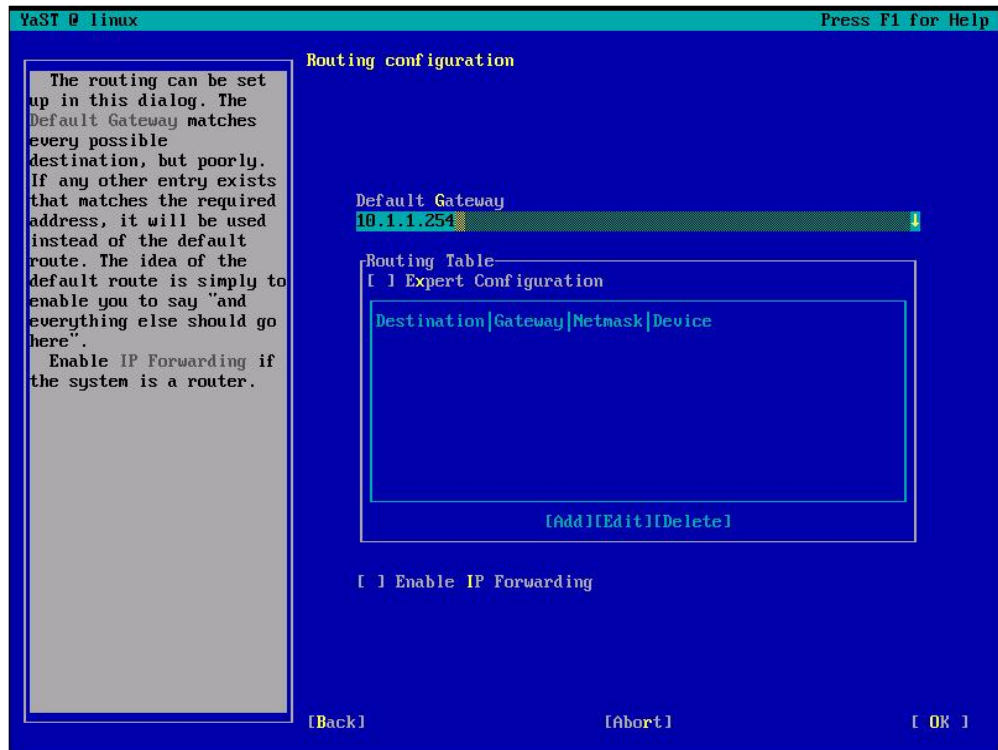 YaST @ linux Press F1 for Help
Routing configuration
The routing can be set
up in this dialog. The
Default Gateway matches
every possible
destination, but poorly.
If any other entry exists
that matches the required
address, it will be used
instead of the default
route. The idea of the
default route is simply to
enable you to say "and
everything else should go
here".
Enable IP Forwarding if
the system is a router.
Default Gateway
10.1.1.254
Routing Table
[ ] Expert Configuration
Destination|Gateway|Netmask|Device
[Add][Edit][Delete]
[ ] Enable IP Forwarding
[Back] [Abort] [ OK ]